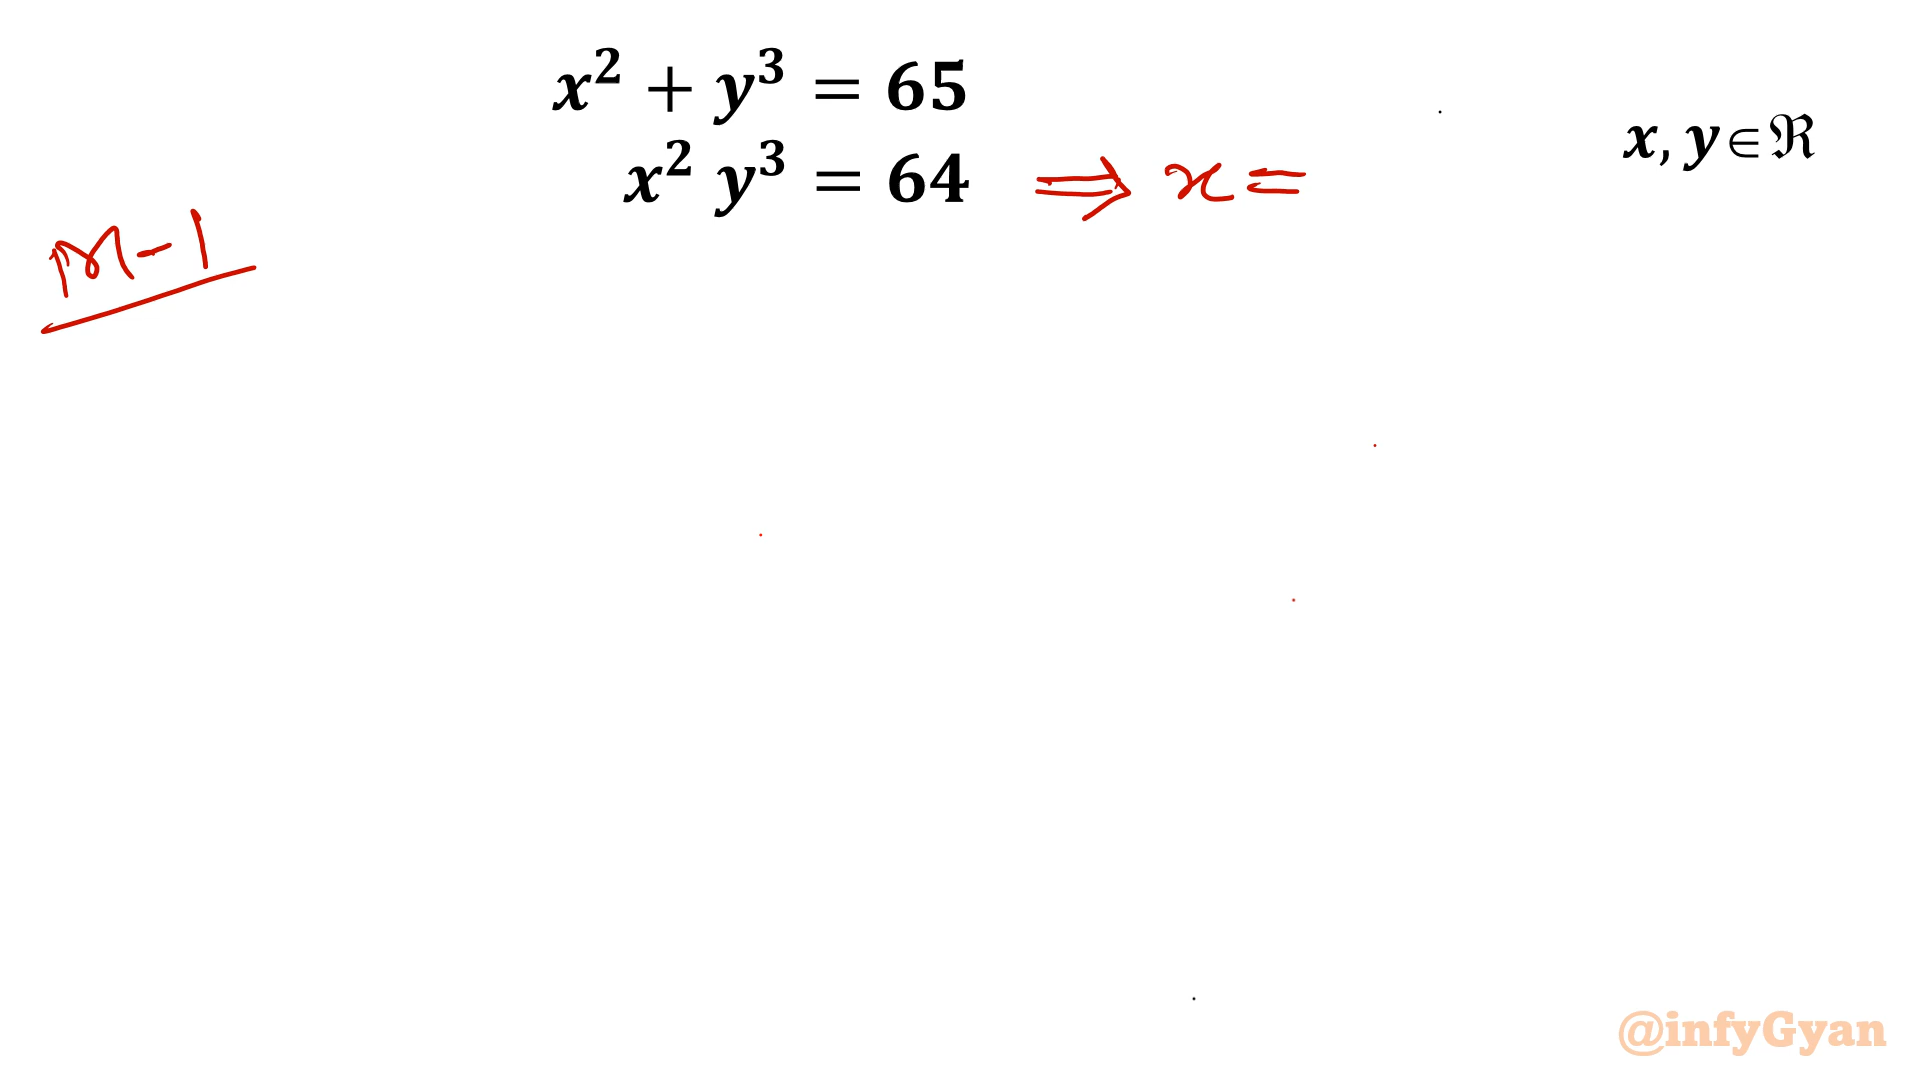 x² + y³ = 65
x, y ∈ ℜ
x² y³ = 64 ⟹ x =
M-1
@infyGyan